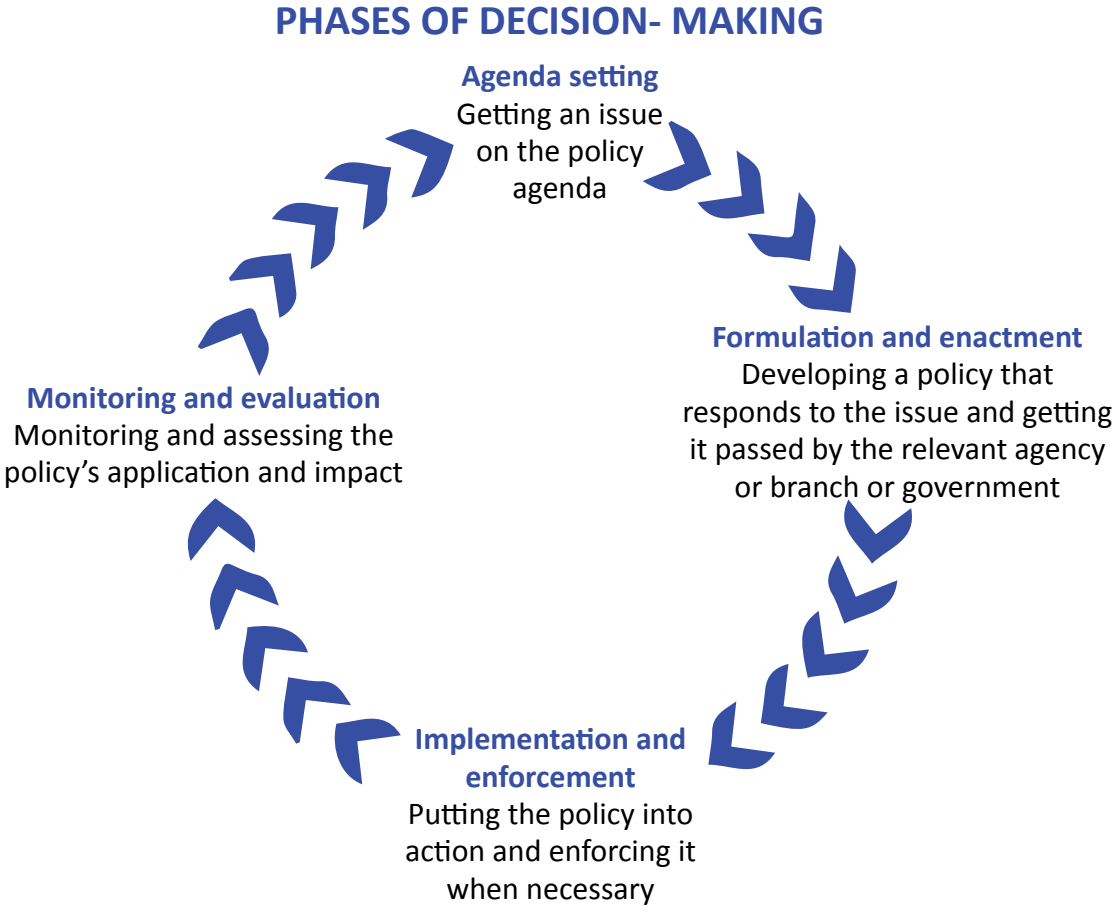 PHASES OF DECISION- MAKING
Agenda setting
Getting an issue
on the policy
agenda
Formulation and enactment
Developing a policy that
responds to the issue and getting
it passed by the relevant agency
or branch or government
Implementation and
enforcement
Putting the policy into
action and enforcing it
when necessary
Monitoring and evaluation
Monitoring and assessing the
policy’s application and impact